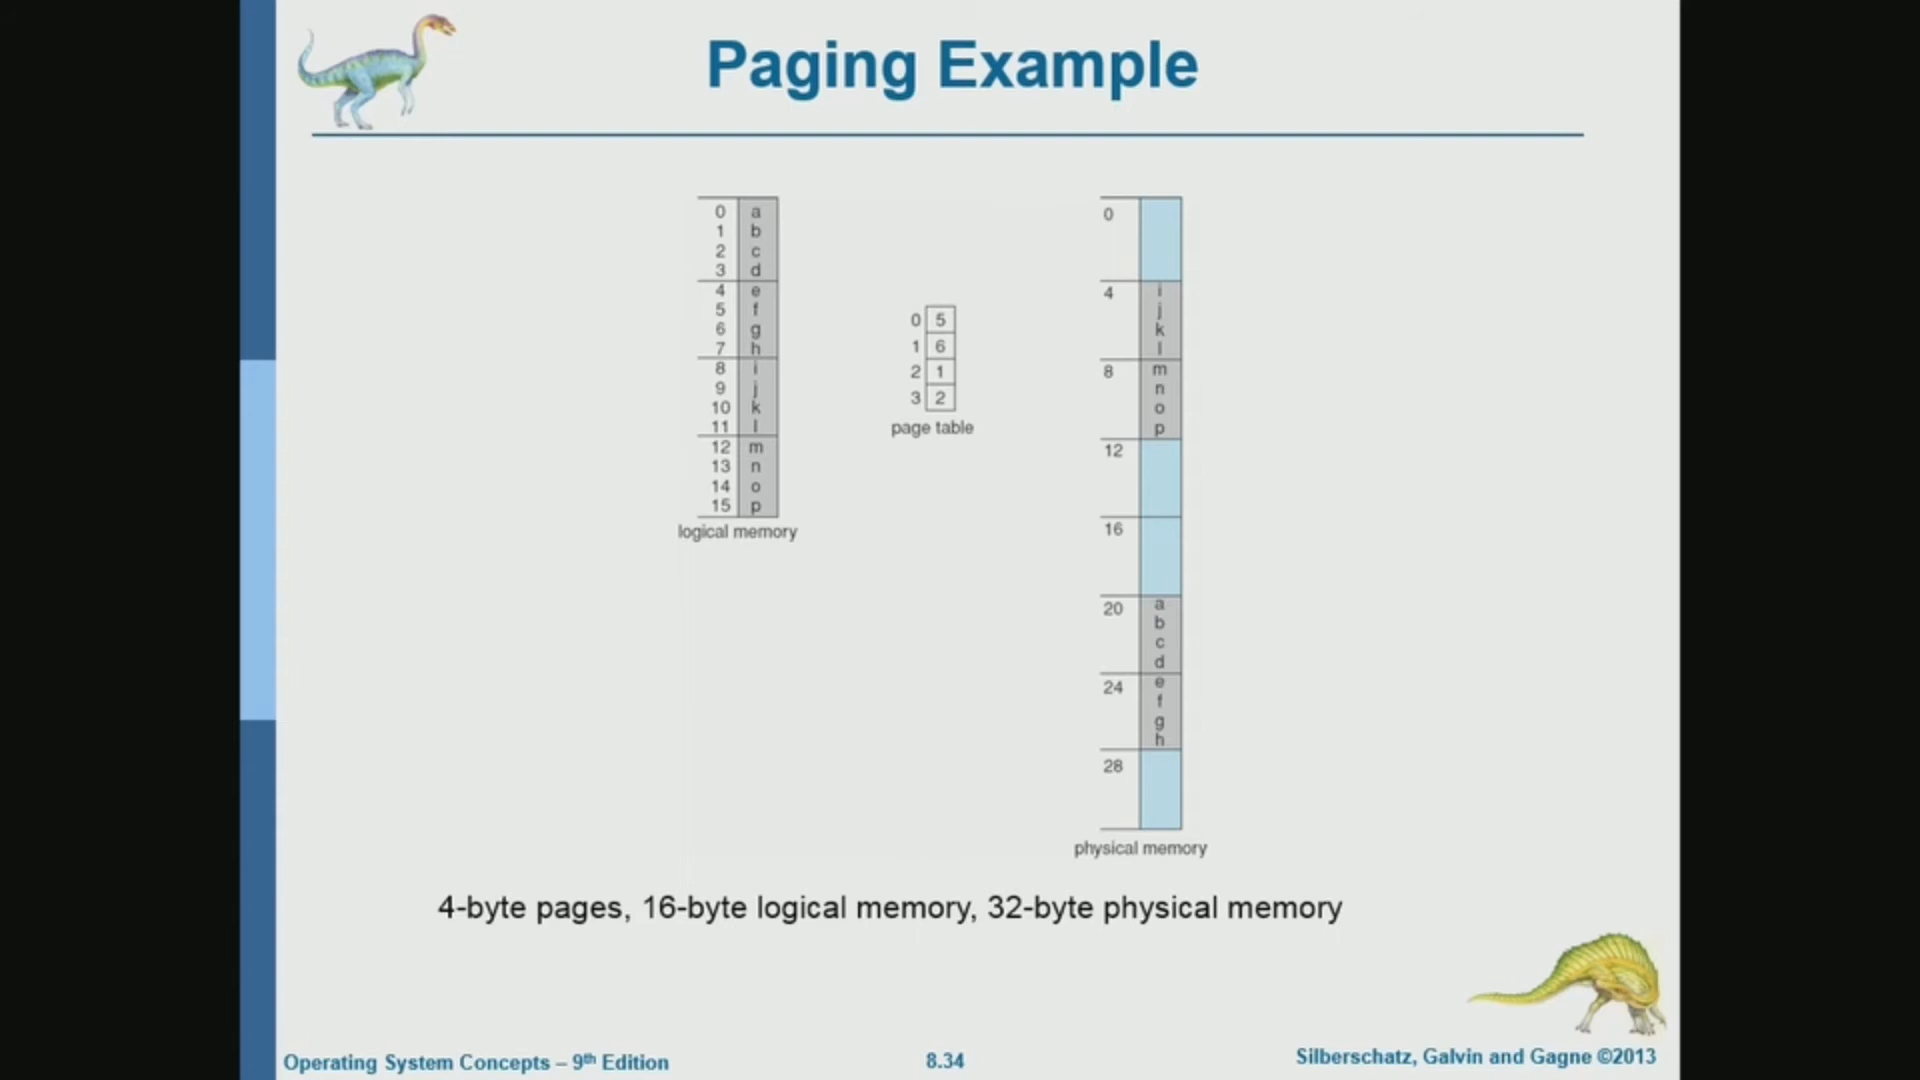 Paging Example
0 a
1 b
2 c
3 d
4 e
5 f
6 g
7 h
8 i
9 j
10 k
11 l
12 m
13 n
14 o
15 p
logical memory
0 5
1 6
2 1
3 2
page table
0
4 i
j
k
l
8 m
n
o
p
12
16
20 a
b
c
d
24 e
f
g
h
28
physical memory
4-byte pages, 16-byte logical memory, 32-byte physical memory
Operating System Concepts – 9th Edition
8.34
Silberschatz, Galvin and Gagne ©2013